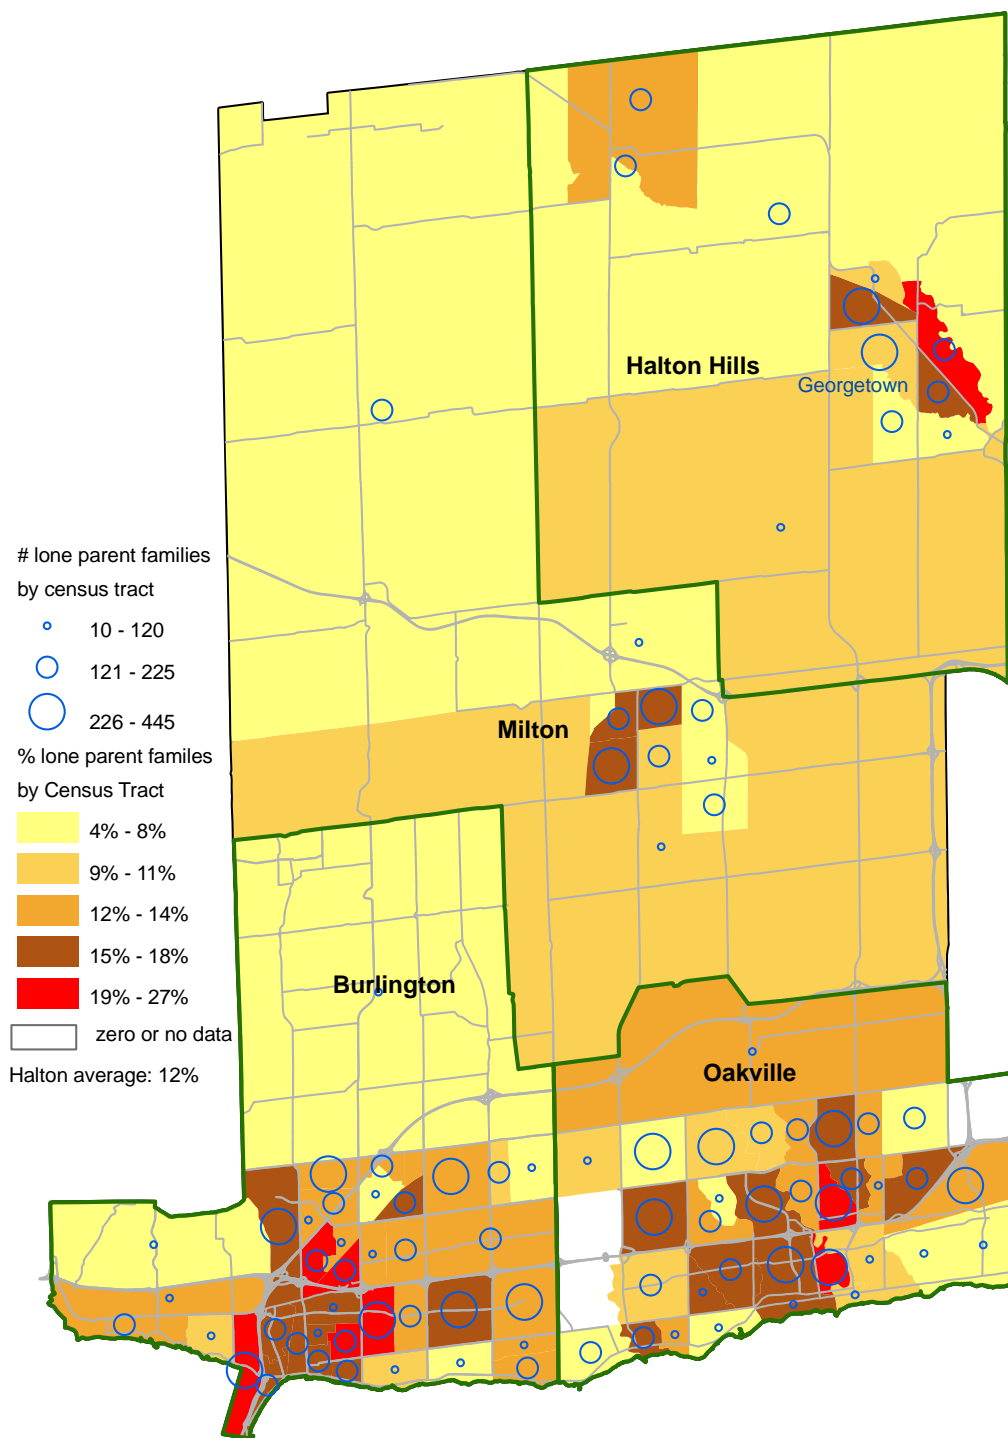 Halton Hills
Georgetown
# lone parent families
by census tract
10 - 120
121 - 225
226 - 445
% lone parent familes
by Census Tract
4% - 8%
9% - 11%
12% - 14%
15% - 18%
19% - 27%
zero or no data
Halton average: 12%
Milton
Burlington
Oakville